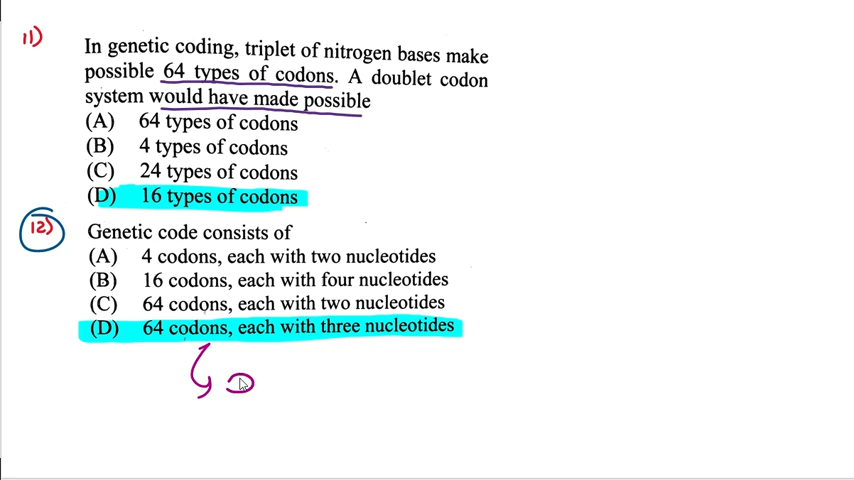 11)
In genetic coding, triplet of nitrogen bases make
possible 64 types of codons. A doublet codon
system would have made possible
(A) 64 types of codons
(B) 4 types of codons
(C) 24 types of codons
(D) 16 types of codons
12)
Genetic code consists of
(A) 4 codons, each with two nucleotides
(B) 16 codons, each with four nucleotides
(C) 64 codons, each with two nucleotides
(D) 64 codons, each with three nucleotides